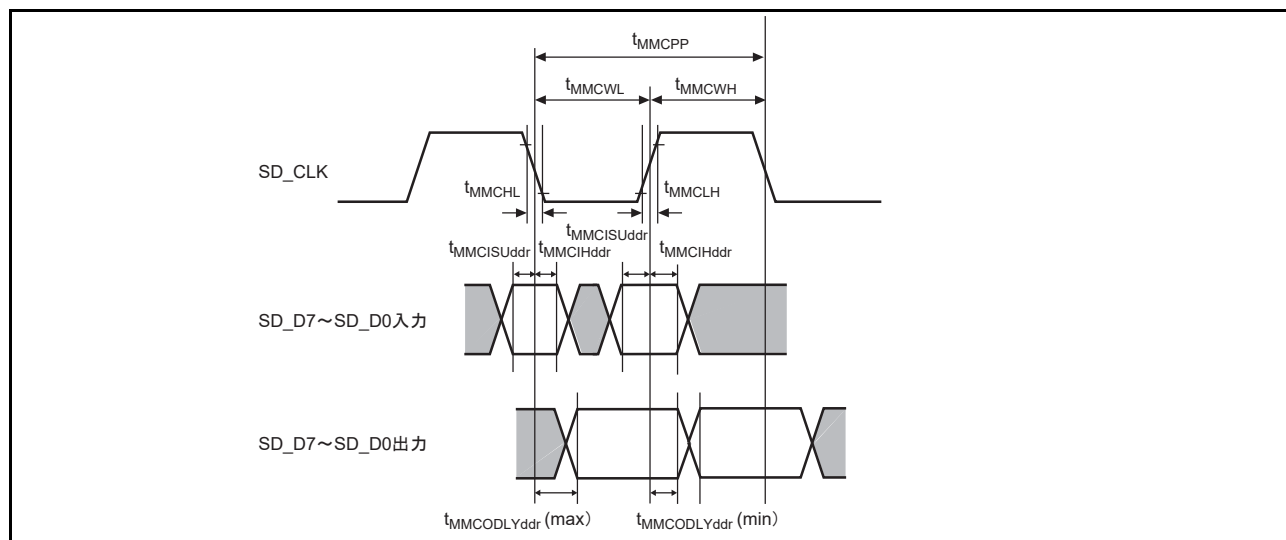 tMMCPP
tMMCWL tMMCWH
SD_CLK
tMMCHL tMMCLH
tMMCISUddr
tMMCISUddr tMMCIHddr tMMCIHddr
SD_D7～SD_D0入力
SD_D7～SD_D0出力
tMMCODLYddr (max) tMMCODLYddr (min)